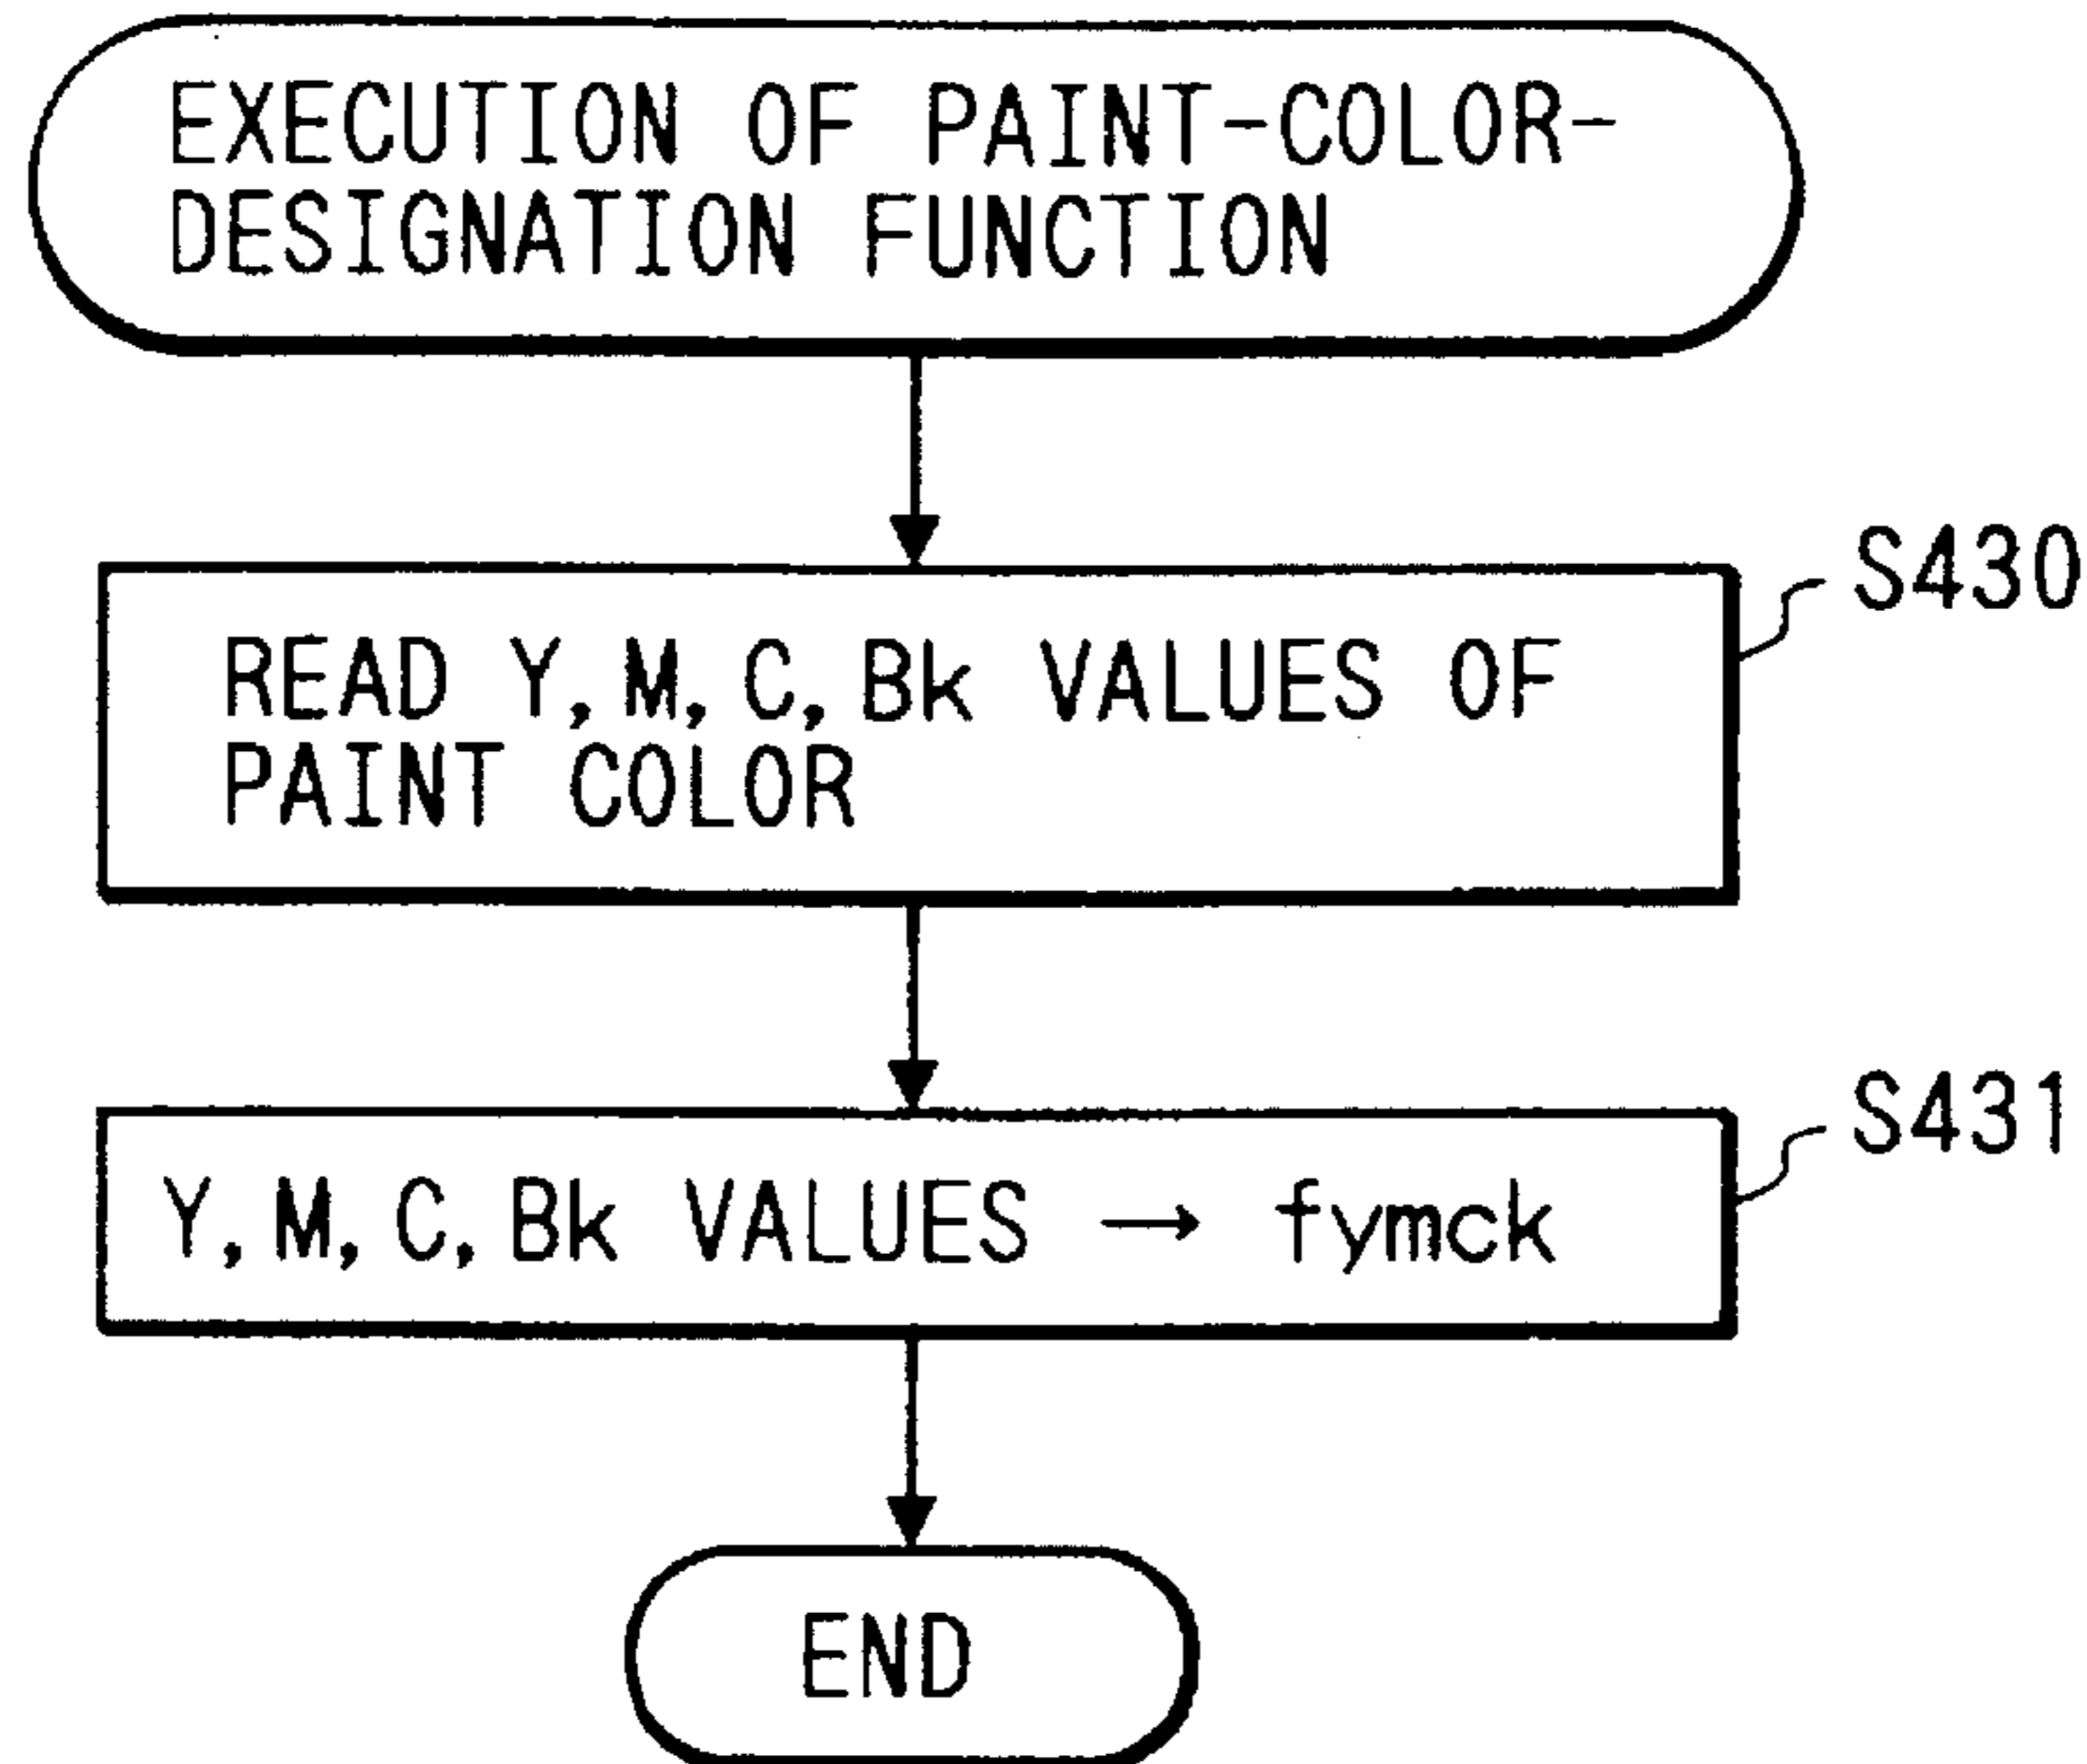 EXECUTION OF PAINT-COLOR-
DESIGNATION FUNCTION
S430
READ Y, M, C, Bk VALUES OF
PAINT COLOR
S431
Y, M, C, Bk VALUES → fymck
END